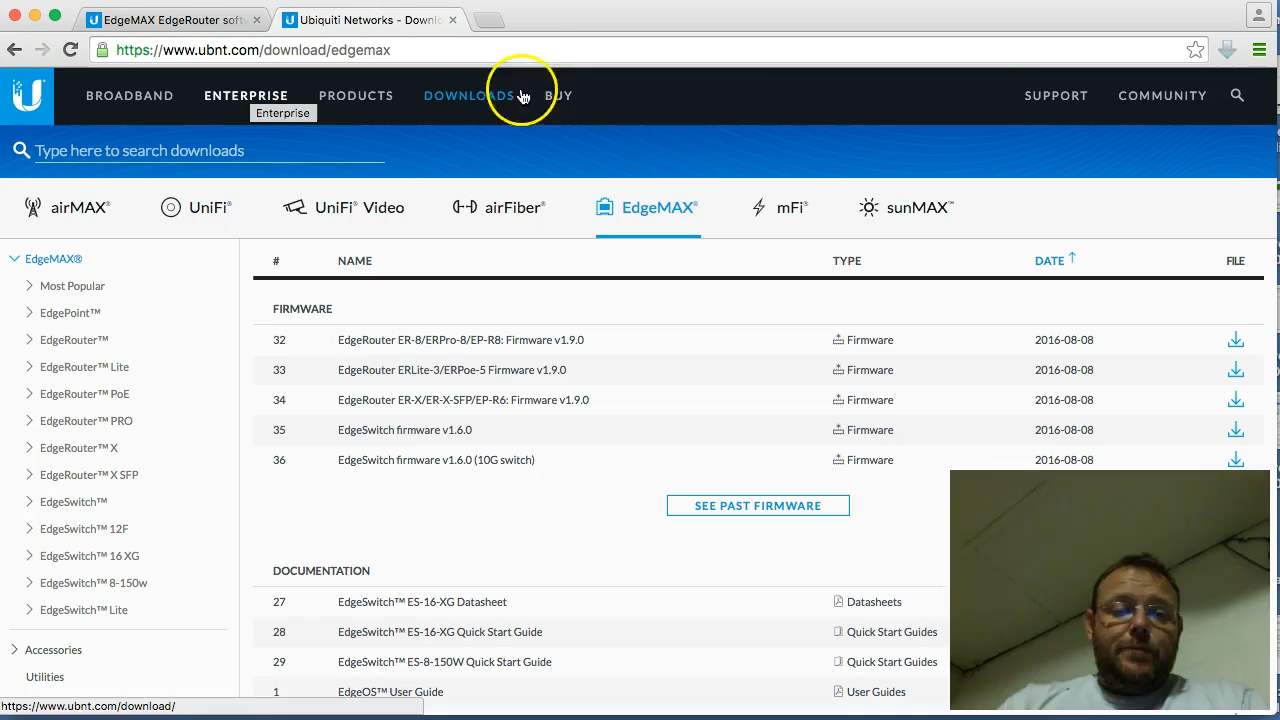 EdgeMAX EdgeRouter soft
Ubiquiti Networks - Downlo
https://www.ubnt.com/download/edgemax
BROADBAND ENTERPRISE PRODUCTS DOWNLOADS BUY SUPPORT COMMUNITY
Enterprise
Type here to search downloads
airMAX® UniFi® UniFi® Video airFiber® EdgeMAX® mFi® sunMAX™
EdgeMAX®
Most Popular
EdgePoint™
EdgeRouter™
EdgeRouter™ Lite
EdgeRouter™ PoE
EdgeRouter™ PRO
EdgeRouter™ X
EdgeRouter™ X SFP
EdgeSwitch™
EdgeSwitch™ 12F
EdgeSwitch™ 16 XG
EdgeSwitch™ 8-150w
EdgeSwitch™ Lite
Accessories
Utilities
# NAME TYPE DATE FILE
FIRMWARE
32 EdgeRouter ER-8/ERPro-8/EP-R8: Firmware v1.9.0 Firmware 2016-08-08
33 EdgeRouter ERLite-3/ERPoe-5 Firmware v1.9.0 Firmware 2016-08-08
34 EdgeRouter ER-X/ER-X-SFP/EP-R6: Firmware v1.9.0 Firmware 2016-08-08
35 EdgeSwitch firmware v1.6.0 Firmware 2016-08-08
36 EdgeSwitch firmware v1.6.0 (10G switch) Firmware 2016-08-08
SEE PAST FIRMWARE
DOCUMENTATION
27 EdgeSwitch™ ES-16-XG Datasheet Datasheets
28 EdgeSwitch™ ES-16-XG Quick Start Guide Quick Start Guides
29 EdgeSwitch™ ES-8-150W Quick Start Guide Quick Start Guides
1 EdgeOS™ User Guide User Guides
https://www.ubnt.com/download/